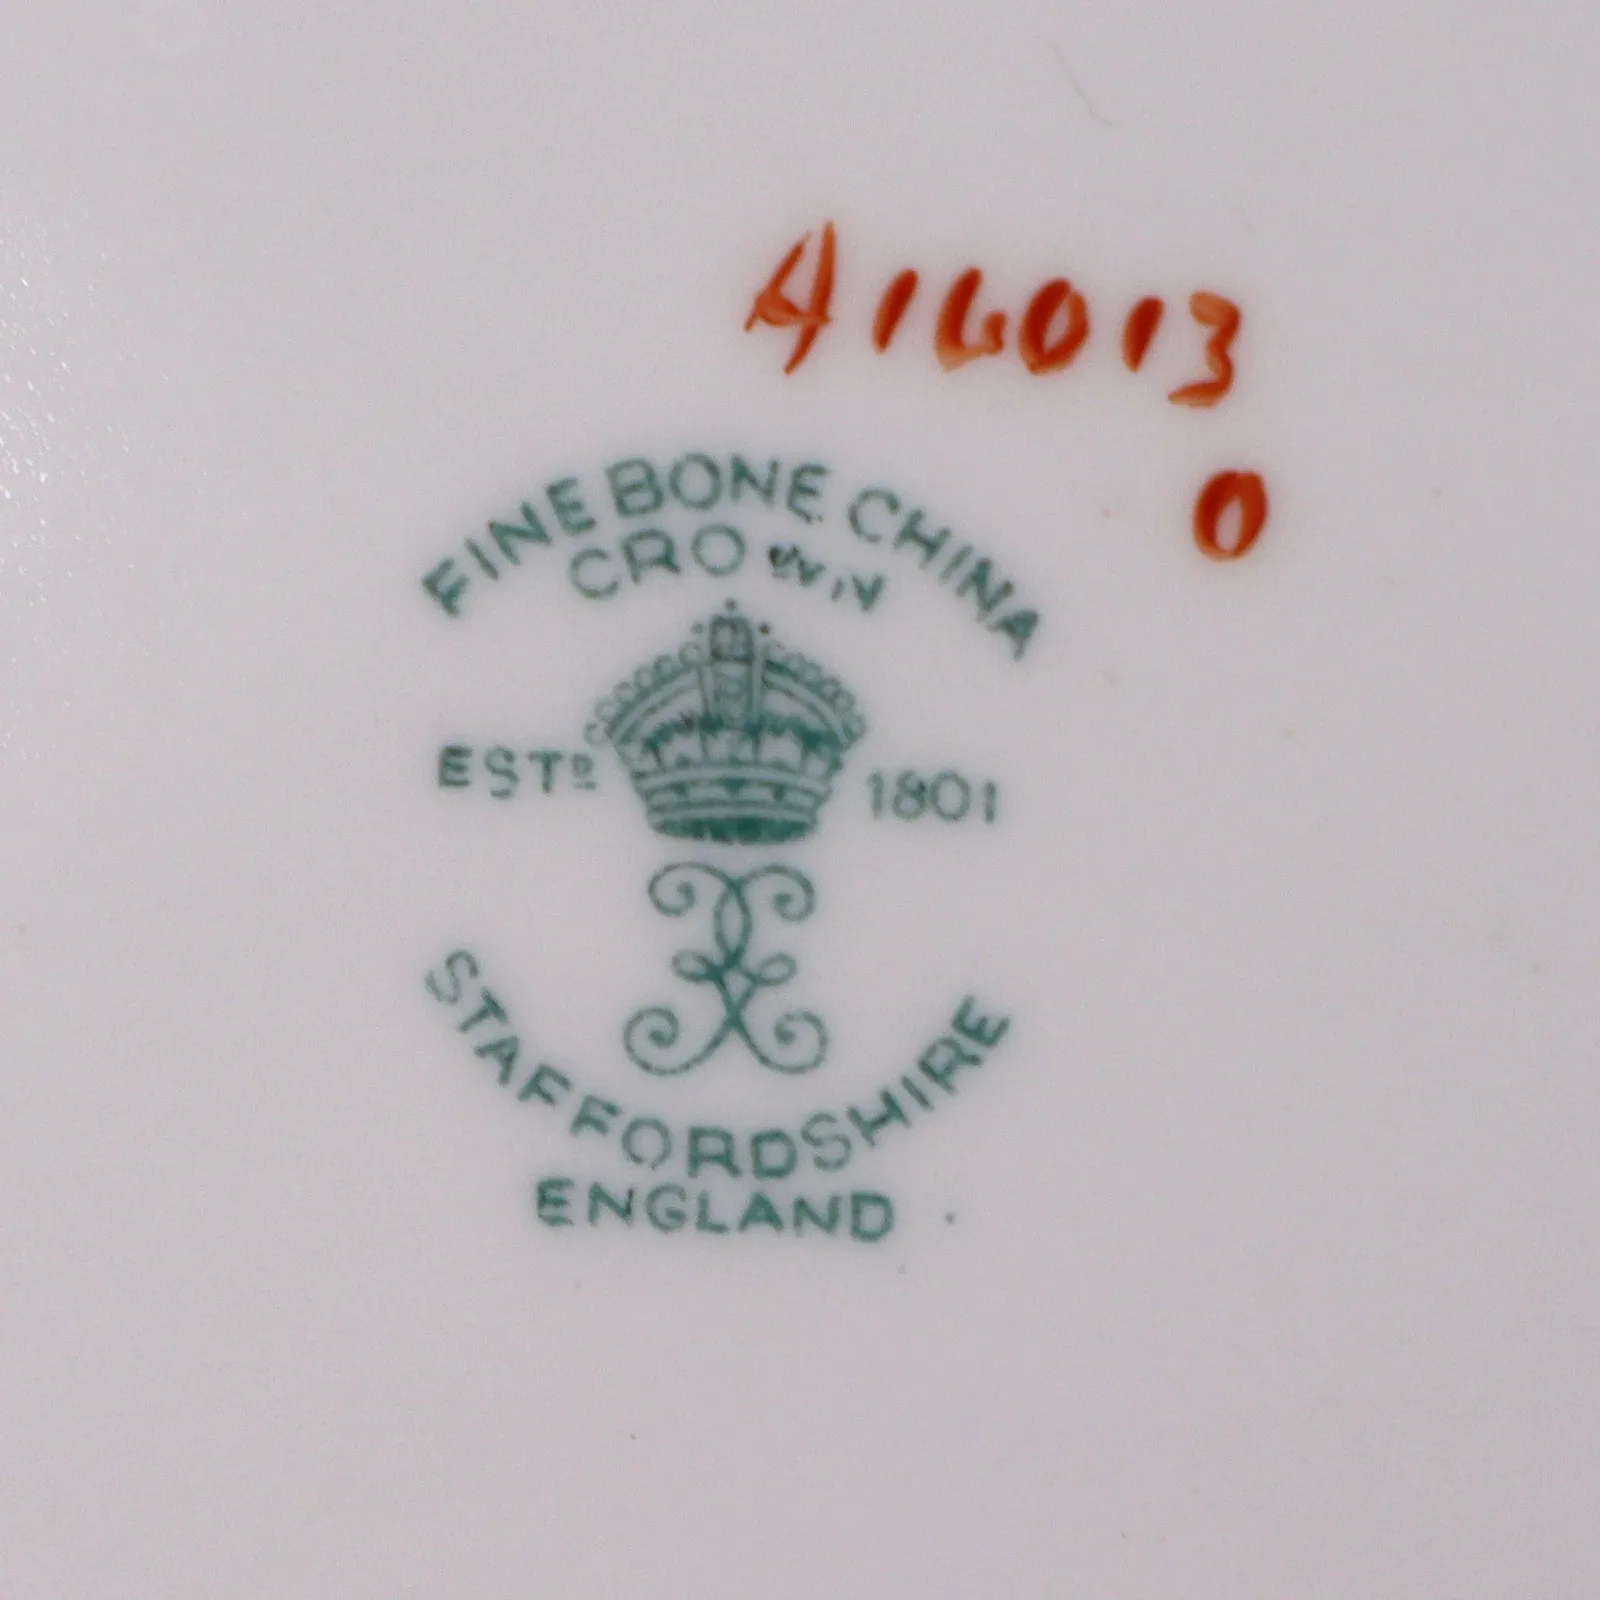 A16013
0
FINE BONE CHINA
CROWN
ESTD 1801
STAFFORDSHIRE
ENGLAND